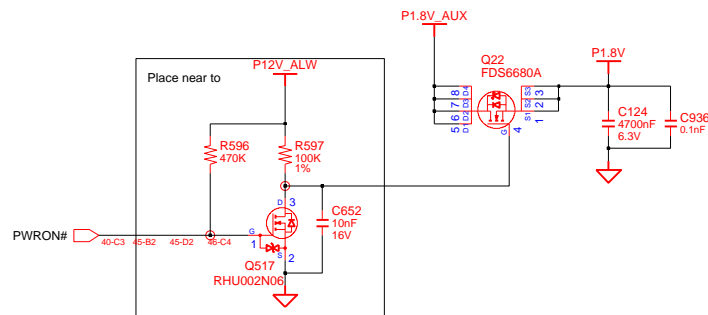 P1.8V_AUX
Q22
FDS6680A
P1.8V
Place near to
P12V_ALW
8 D4
7 D3
6 D2
5 D1
S3 3
S2 2
S1 1
G
4
C124
4700nF
6.3V
C936
0.1nF
R596
470K
R597
100K
1%
D 3
C652
10nF
16V
PWRON#
40-C3 45-B2 45-D2 46-C4
G
1
S 2
Q517
RHU002N06